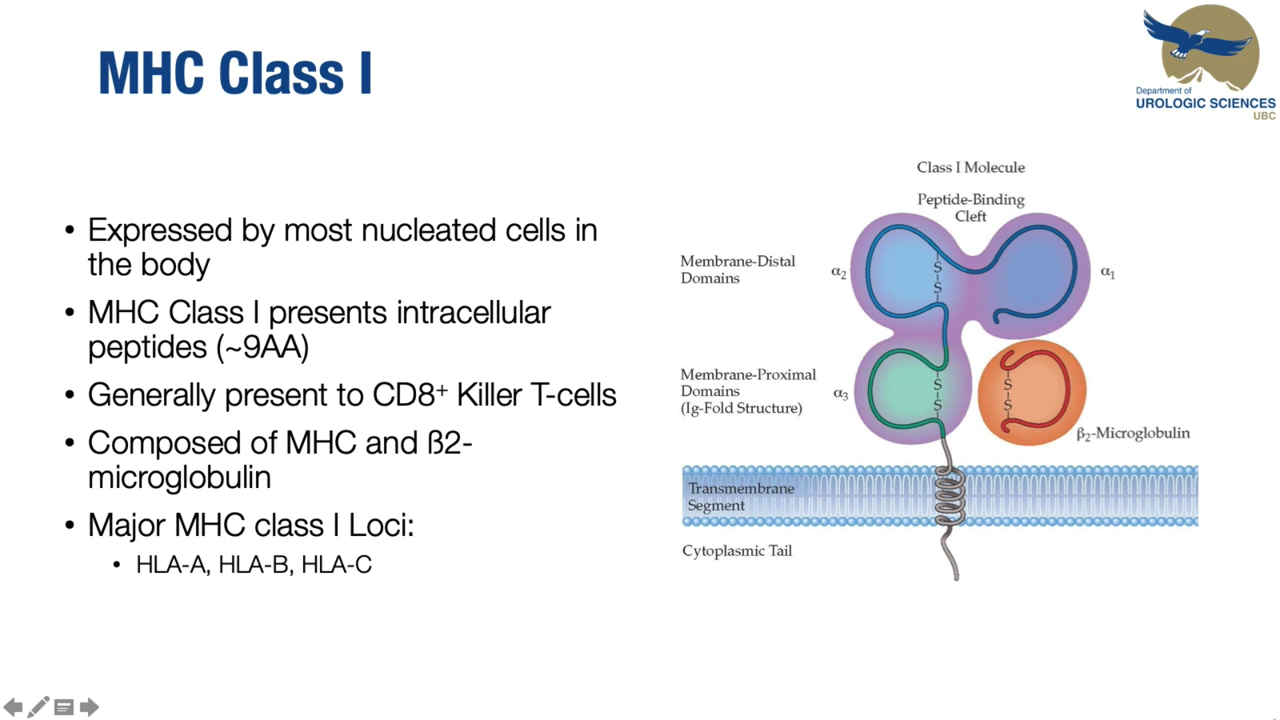 MHC Class I
Department of
UROLOGIC SCIENCES
UBC
• Expressed by most nucleated cells in
the body
• MHC Class I presents intracellular
peptides (~9AA)
• Generally present to CD8⁺ Killer T-cells
• Composed of MHC and ß2-
microglobulin
• Major MHC class I Loci:
• HLA-A, HLA-B, HLA-C
Class I Molecule
Peptide-Binding
Cleft
Membrane-Distal
Domains
α₂
S
S
α₁
Membrane-Proximal
Domains
(Ig-Fold Structure)
α₃
S
S
S
S
β₂-Microglobulin
Transmembrane
Segment
Cytoplasmic Tail